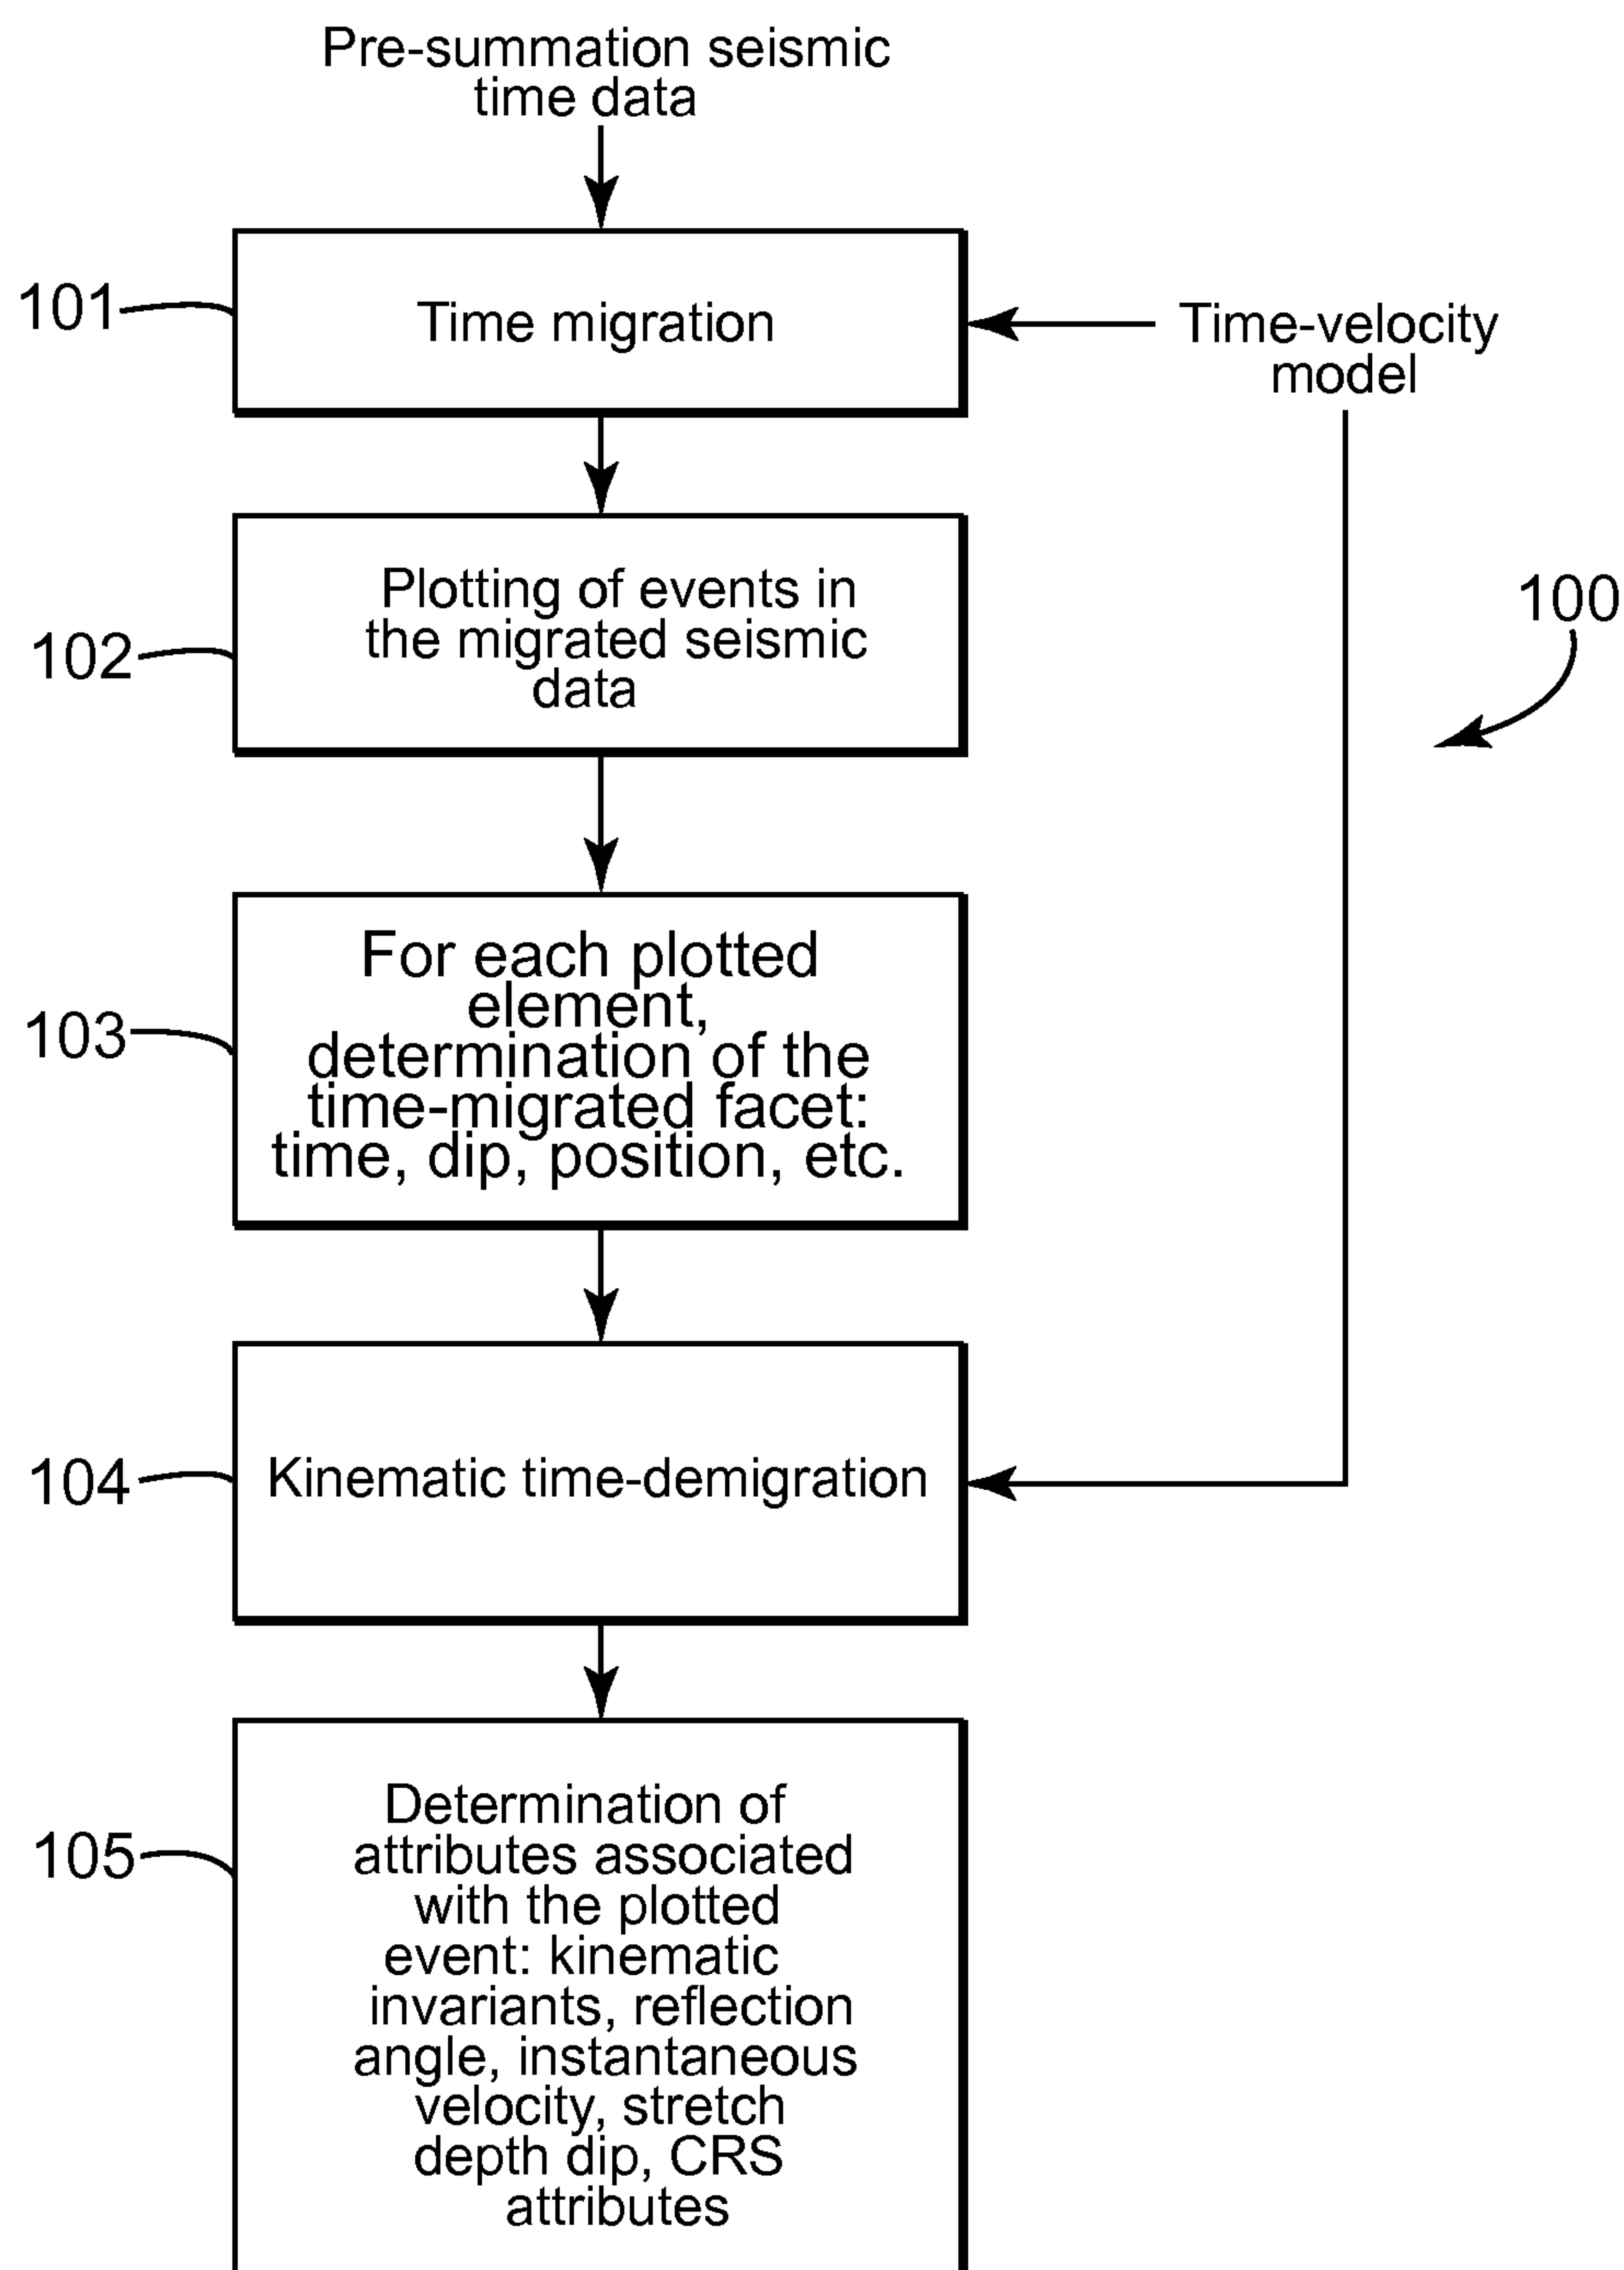 Pre-summation seismic
time data
101
Time migration
Time-velocity
model
Plotting of events in
the migrated seismic
data
102
100
For each plotted
element,
determination of the
time-migrated facet:
time, dip, position, etc.
103
104
Kinematic time-demigration
Determination of
attributes associated
with the plotted
event: kinematic
invariants, reflection
angle, instantaneous
velocity, stretch
depth dip, CRS
attributes
105